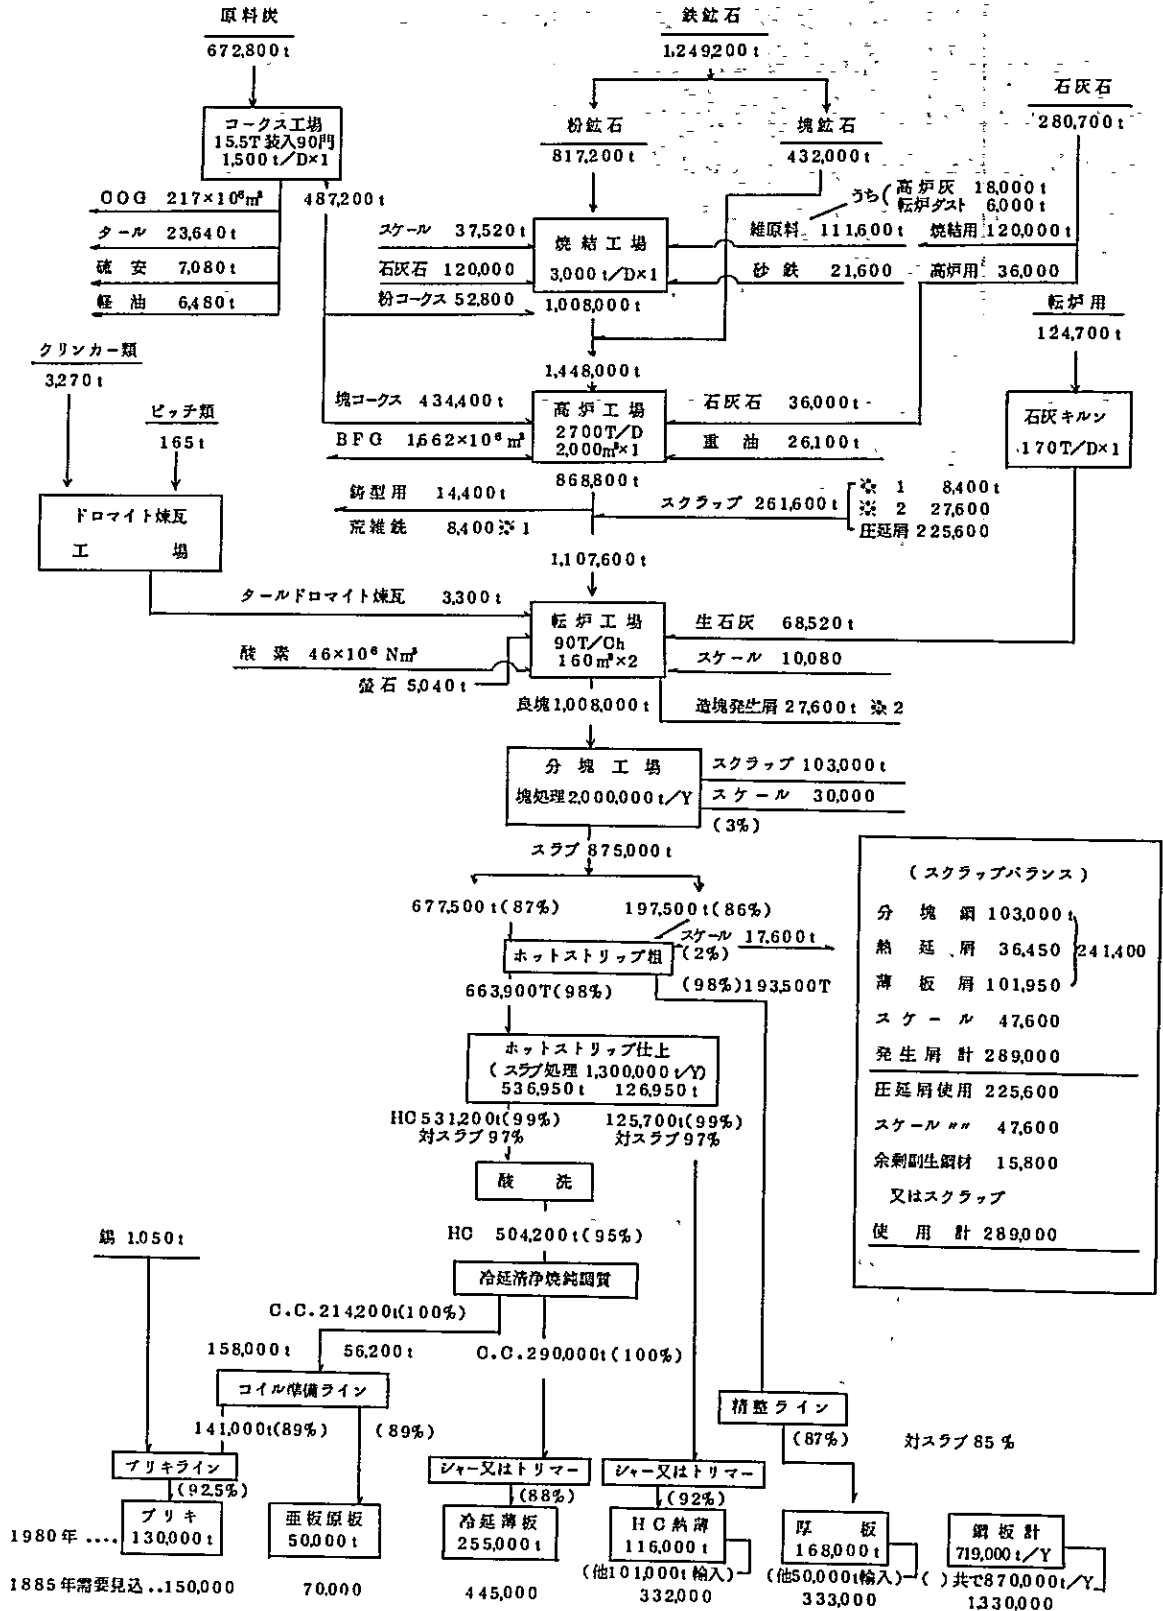 原料炭
672,800t
鉄鉱石
1,249,200t
石灰石
280,700t
コークス工場
15.5T装入90門
1,500t/D×1
粉鉱石
817,200t
塊鉱石
432,000t
COG 217×10⁶m³
487,200t
タール 23,640t
硫安 7,080t
軽油 6,480t
うち(高炉灰 18,000t
転炉ダスト 6,000t
スケール 37,520t
石灰石 120,000
粉コークス 52,800
焼結工場
3,000t/D×1
雑原料 111,600t
焼結用 120,000t
砂鉄 21,600
高炉用 36,000
1,008,000t
転炉用
124,700t
クリンカー類
3,270t
ピッチ類
165t
1,448,000t
塊コークス 434,400t
BFG 1,662×10⁶m³
高炉工場
2700T/D
2,000m³×1
石灰石 36,000t
重油 26,100t
石灰キルン
170T/D×1
868,800t
鋳型用 14,400t
荒雑銑 8,400※1
スクラップ 261,600t
※1 8,400t
※2 27,600
圧延屑 225,600
ドロマイト煉瓦
工場
1,107,600t
タールドロマイト煉瓦 3,300t
酸素 46×10⁶Nm³
螢石 5,040t
転炉工場
90T/Ch
160m³×2
生石灰 68,520t
スケール 10,080
良塊1,008,000t
造塊発生屑 27,600t ※2
分塊工場
塊処理2,000,000t/Y
スクラップ 103,000t
スケール 30,000
(3%)
スラブ875,000t
677,500t(87%)
197,500t(86%)
スケール 17,600t
(2%)
ホットストリップ粗
663,900T(98%)
(98%)193,500T
ホットストリップ仕上
(スラブ処理1,300,000t/Y)
536,950t 126,950t
HC531,200t(99%)
対スラブ97%
125,700t(99%)
対スラブ97%
酸洗
HC 504,200t(95%)
冷延清浄焼鈍調質
(スクラップバランス)
分塊鋼 103,000t
熱延屑 36,450
薄板屑 101,950
241,400
スケール 47,600
発生屑計 289,000
圧延屑使用 225,600
スケール〃〃 47,600
余剰副生鋼材 15,800
又はスクラップ
使用計 289,000
錫 1.050t
C.C.214,200t(100%)
158,000t 56,200t
C.C.290,000t(100%)
コイル準備ライン
141,000t(89%)
(89%)
精整ライン
(87%)
対スラブ85%
ブリキライン
(92.5%)
シャー又はトリマー
(88%)
シャー又はトリマー
(92%)
1980年‥‥
ブリキ
130,000t
亜板原板
50,000t
冷延薄板
255,000t
HC熱薄
116,000t
厚板
168,000t
鋼板計
719,000t/Y
(他101,000t輸入)
(他50,000t輸入)
()共で870,000t/Y
1885年需要見込‥150,000
70,000
445,000
332,000
333,000
1,330,000